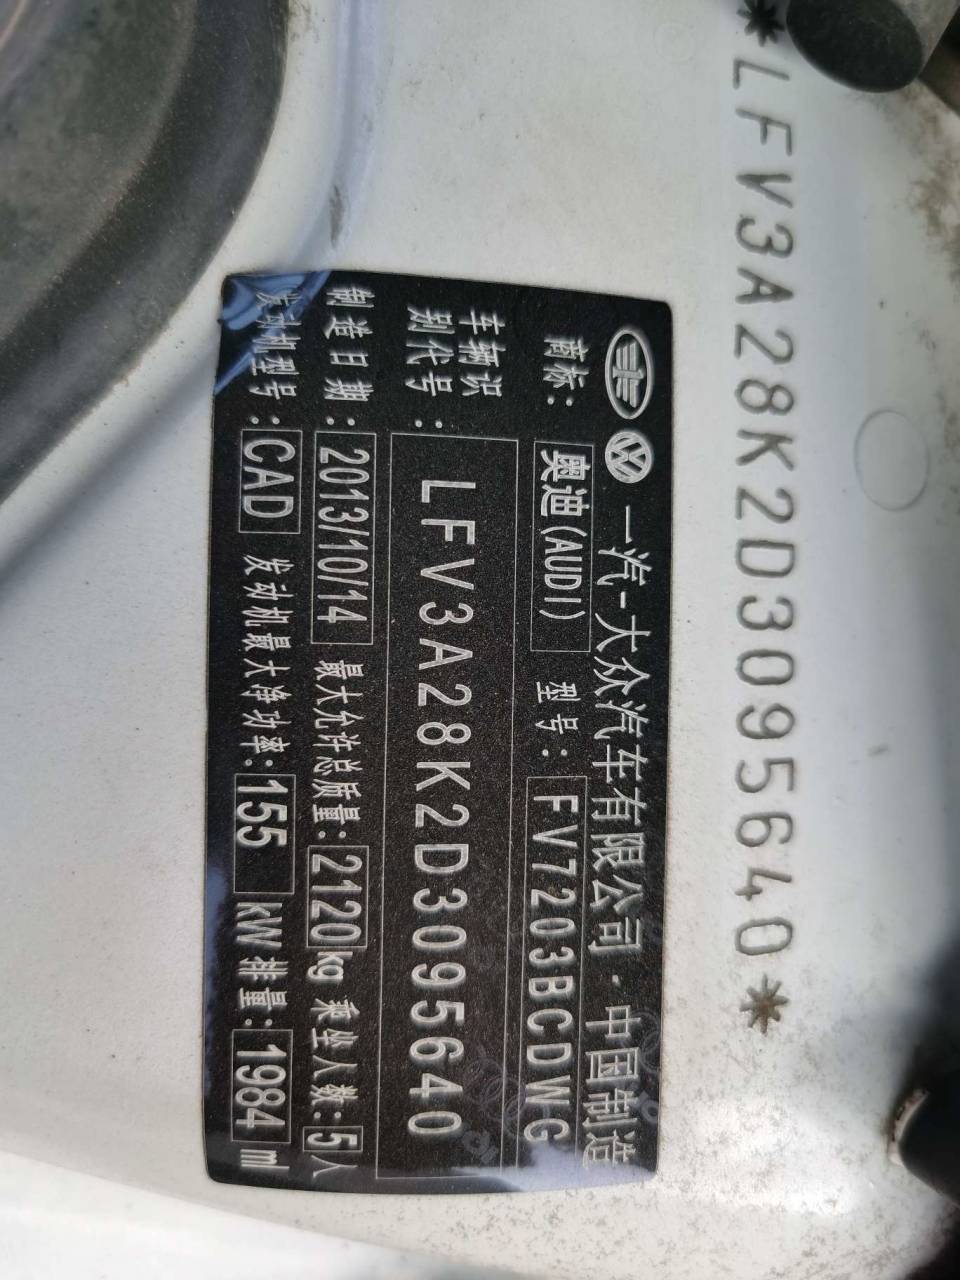 *LFV3A28K2D3095640*
一汽-大众汽车有限公司·中国制造
商标: 奥迪(AUDI) 型号: FV7203BCDWG
车辆识别代号: LFV3A28K2D3095640
制造日期: 2013/10/14 最大允许总质量: 2120kg 乘坐人数: 5人
发动机型号: CAD 发动机最大净功率: 155 kW 排量: 1984 ml